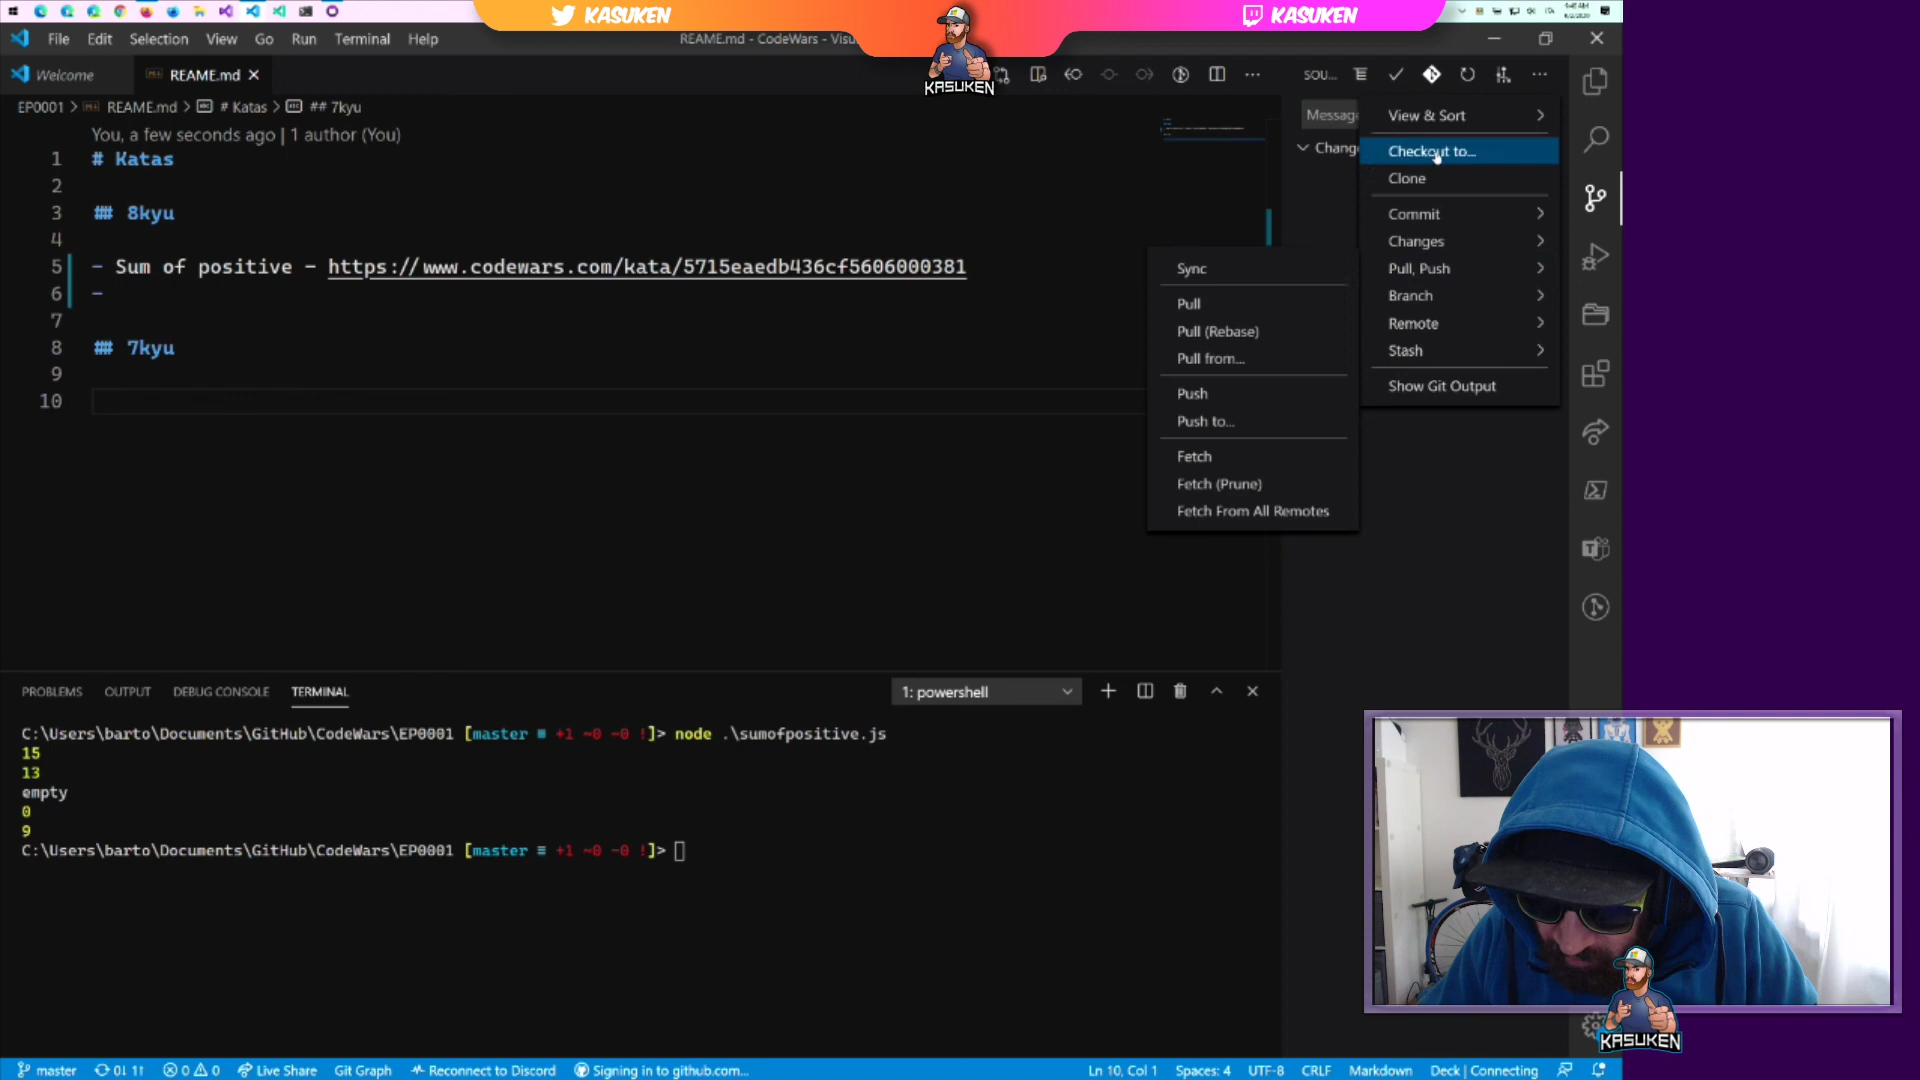 KASUKEN
KASUKEN
File Edit Selection View Go Run Terminal Help
REAME.md - CodeWars - Visu
KASUKEN
Welcome
REAME.md
SOU...
EP0001 > REAME.md > # Katas > ## 7kyu
You, a few seconds ago | 1 author (You)
1 # Katas
2
3 ## 8kyu
4
5 - Sum of positive - https://www.codewars.com/kata/5715eaedb436cf5606000381
6 -
7
8 ## 7kyu
9
10
Message
Change
View & Sort
Checkout to...
Clone
Commit
Changes
Pull, Push
Branch
Remote
Stash
Show Git Output
Sync
Pull
Pull (Rebase)
Pull from...
Push
Push to...
Fetch
Fetch (Prune)
Fetch From All Remotes
PROBLEMS OUTPUT DEBUG CONSOLE TERMINAL
1: powershell
C:\Users\barto\Documents\GitHub\CodeWars\EP0001 [master ≡ +1 ~0 -0 !]> node .\sumofpositive.js
15
13
empty
0
9
C:\Users\barto\Documents\GitHub\CodeWars\EP0001 [master ≡ +1 ~0 -0 !]>
KASUKEN
master 0↓ 1↑ 0 0 Live Share Git Graph Reconnect to Discord Signing in to github.com...
Ln 10, Col 1 Spaces: 4 UTF-8 CRLF Markdown Deck | Connecting